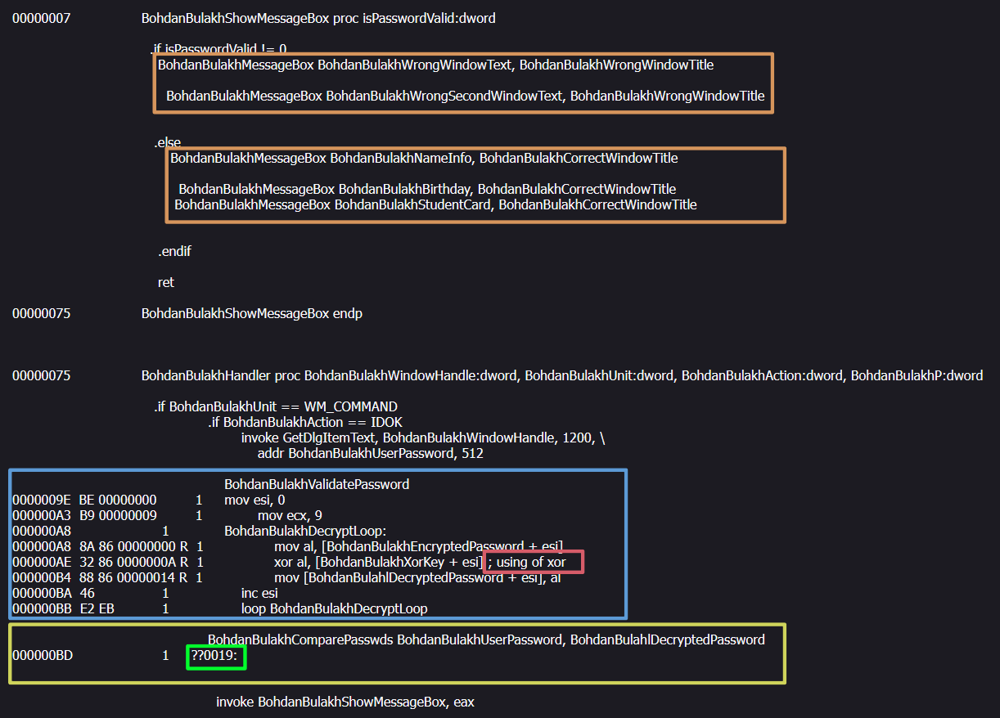 00000007 BohdanBulakhShowMessageBox proc isPasswordValid:dword
.if isPasswordValid != 0
BohdanBulakhMessageBox BohdanBulakhWrongWindowText, BohdanBulakhWrongWindowTitle
BohdanBulakhMessageBox BohdanBulakhWrongSecondWindowText, BohdanBulakhWrongWindowTitle
.else
BohdanBulakhMessageBox BohdanBulakhNameInfo, BohdanBulakhCorrectWindowTitle
BohdanBulakhMessageBox BohdanBulakhBirthday, BohdanBulakhCorrectWindowTitle
BohdanBulakhMessageBox BohdanBulakhStudentCard, BohdanBulakhCorrectWindowTitle
.endif
ret
00000075 BohdanBulakhShowMessageBox endp
00000075 BohdanBulakhHandler proc BohdanBulakhWindowHandle:dword, BohdanBulakhUnit:dword, BohdanBulakhAction:dword, BohdanBulakhP:dword
.if BohdanBulakhUnit == WM_COMMAND
.if BohdanBulakhAction == IDOK
invoke GetDlgItemText, BohdanBulakhWindowHandle, 1200, \
addr BohdanBulakhUserPassword, 512
BohdanBulakhValidatePassword
0000009E BE 00000000 1 mov esi, 0
000000A3 B9 00000009 1 mov ecx, 9
000000A8 1 BohdanBulakhDecryptLoop:
000000A8 8A 86 00000000 R 1 mov al, [BohdanBulakhEncryptedPassword + esi]
000000AE 32 86 0000000A R 1 xor al, [BohdanBulakhXorKey + esi] ; using of xor
000000B4 88 86 00000014 R 1 mov [BohdanBulahlDecryptedPassword + esi], al
000000BA 46 1 inc esi
000000BB E2 EB 1 loop BohdanBulakhDecryptLoop
BohdanBulakhComparePasswds BohdanBulakhUserPassword, BohdanBulahlDecryptedPassword
000000BD 1 ??0019:
invoke BohdanBulakhShowMessageBox, eax